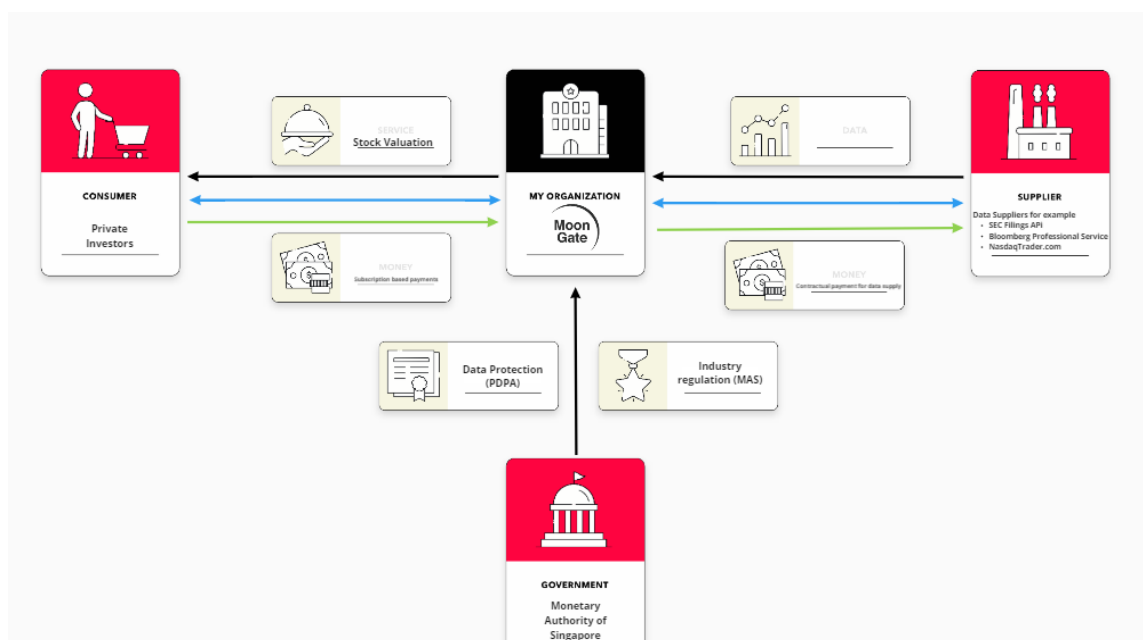 SERVICE
Stock Valuation
DATA
CONSUMER
Private
Investors
MY ORGANIZATION
Moon
Gate
SUPPLIER
Data Suppliers for example
• SEC Filings API
• Bloomberg Professional Service
• NasdaqTrader.com
MONEY
Subscription based payments
MONEY
Contractual payment for data supply
Data Protection
(PDPA)
Industry
regulation (MAS)
GOVERNMENT
Monetary
Authority of
Singapore